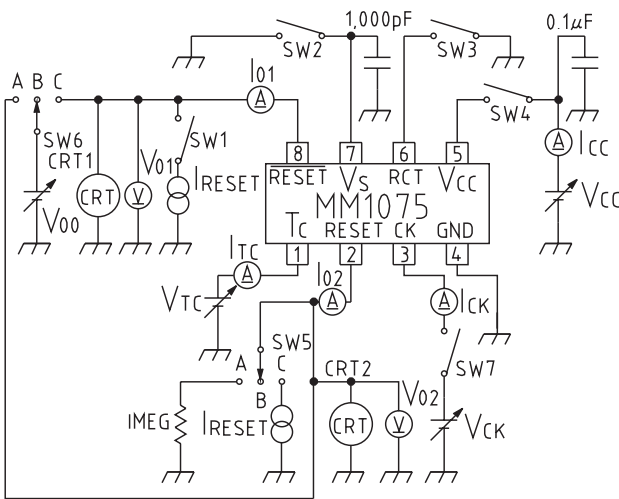 1,000pF
0.1μF
SW2
SW3
I01
A B C
A
SW4
SW1
A
ICC
SW6
CRT1
V01
8 7 6 5
IRESET
RESET VS RCT VCC
CRT
V
VCC
V00
MM1075
TC RESET CK GND
ITC
1 2 3 4
A
I02
A
VTC
A
ICK
SW5
A C
CRT2
SW7
B
V02
1MEG
IRESET
CRT
V
VCK